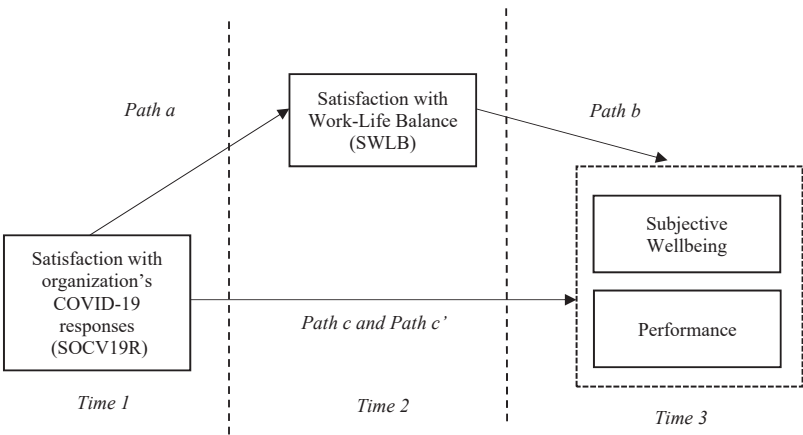 Path a
Satisfaction with
Work-Life Balance
(SWLB)
Path b
Satisfaction with
organization’s
COVID-19
responses
(SOCV19R)
Subjective
Wellbeing
Path c and Path c’
Performance
Time 1
Time 2
Time 3